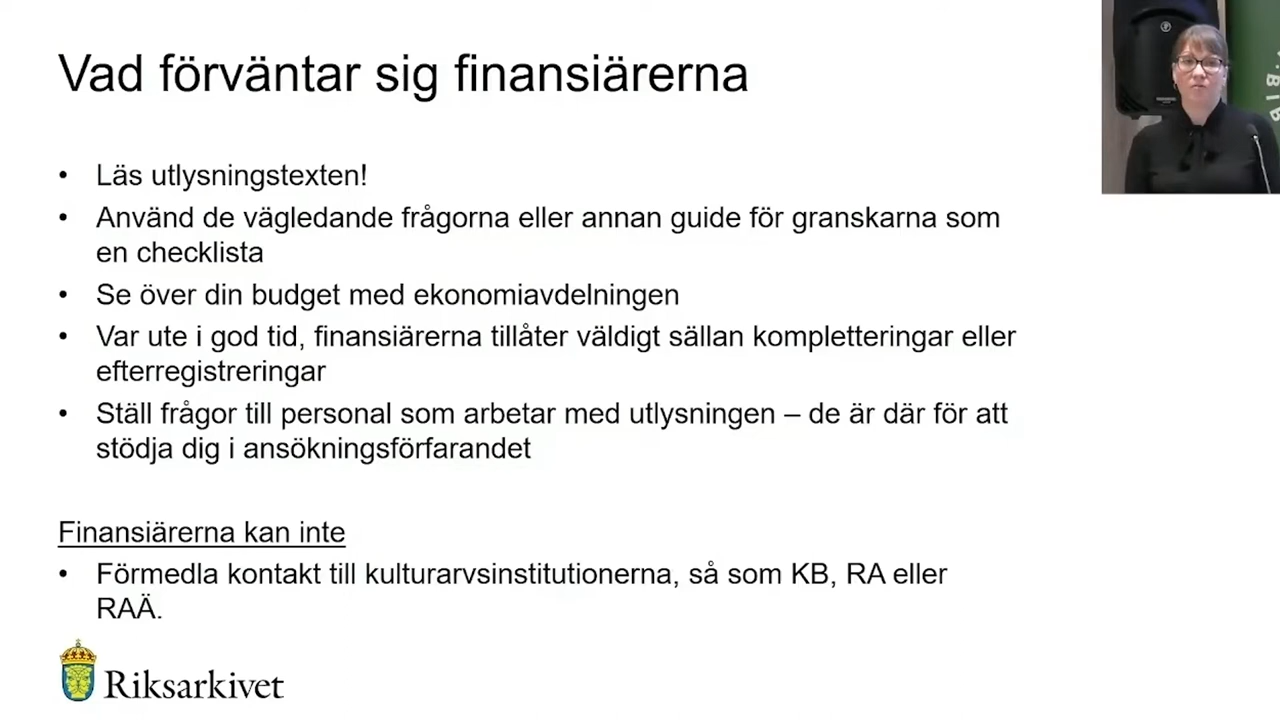 Vad förväntar sig finansiärerna
• Läs utlysningstexten!
• Använd de vägledande frågorna eller annan guide för granskarna som
en checklista
• Se över din budget med ekonomiavdelningen
• Var ute i god tid, finansiärerna tillåter väldigt sällan kompletteringar eller
efterregistreringar
• Ställ frågor till personal som arbetar med utlysningen – de är där för att
stödja dig i ansökningsförfarandet
Finansiärerna kan inte
• Förmedla kontakt till kulturarvsinstitutionerna, så som KB, RA eller
RAÄ.
Riksarkivet